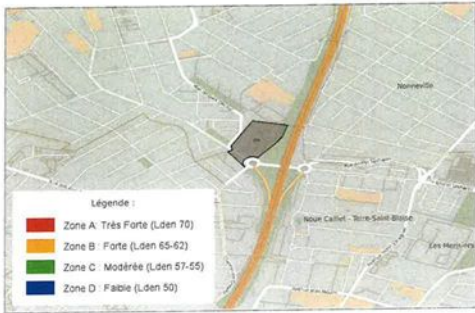 Nonneville
Noue Caillet - Terre-Saint-Blaise
Les Merisiers
Légende :
Zone A: Très Forte (Lden 70)
Zone B : Forte (Lden 65-62)
Zone C : Modérée (Lden 57-55)
Zone D : Faible (Lden 50)